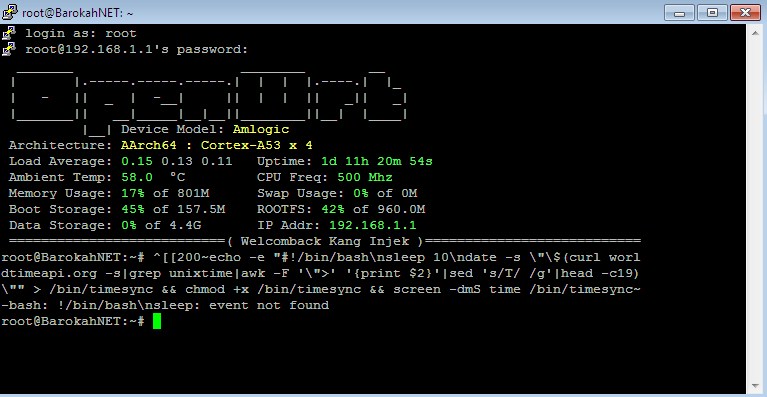 root@BarokahNET: ~
login as: root
root@192.168.1.1's password:
OpenWrt
Device Model: Amlogic
Architecture: AArch64 : Cortex-A53 x 4
Load Average: 0.15 0.13 0.11   Uptime: 1d 11h 20m 54s
Ambient Temp: 58.0  °C         CPU Freq: 500 Mhz
Memory Usage: 17% of 801M      Swap Usage: 0% of 0M
Boot Storage: 45% of 157.5M    ROOTFS: 42% of 960.0M
Data Storage: 0% of 4.4G       IP Addr: 192.168.1.1
===========================( Welcomback Kang Injek )===========================
root@BarokahNET:~# ^[[200~echo -e "#!/bin/bash\nsleep 10\ndate -s \"\$(curl worl
dtimeapi.org -s|grep unixtime|awk -F '\">' '{print $2}'|sed 's/T/ /g'|head -c19)
\"" > /bin/timesync && chmod +x /bin/timesync && screen -dmS time /bin/timesync~
-bash: !/bin/bash\nsleep: event not found
root@BarokahNET:~#